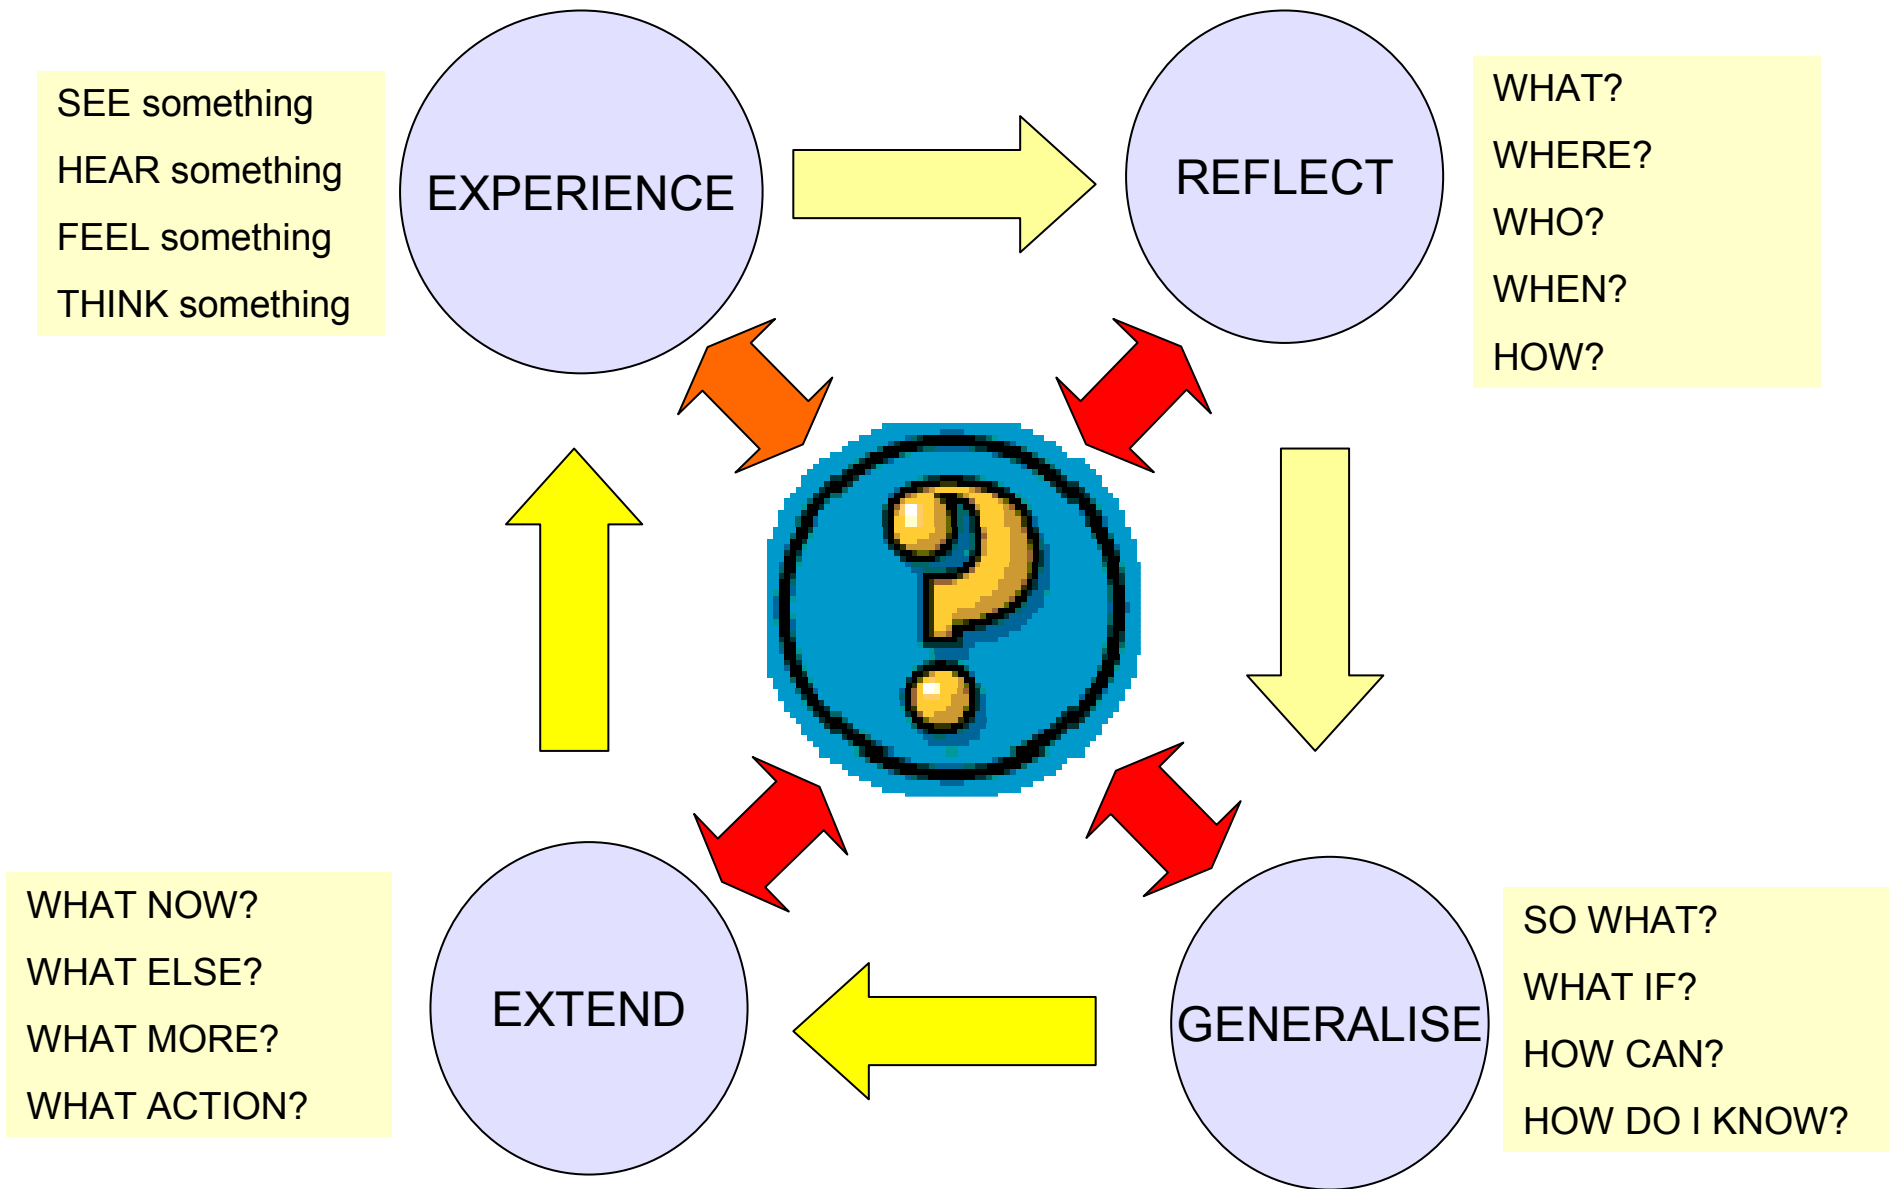 SEE something
HEAR something
FEEL something
THINK something
EXPERIENCE
REFLECT
WHAT?
WHERE?
WHO?
WHEN?
HOW?
?
WHAT NOW?
WHAT ELSE?
WHAT MORE?
WHAT ACTION?
EXTEND
GENERALISE
SO WHAT?
WHAT IF?
HOW CAN?
HOW DO I KNOW?